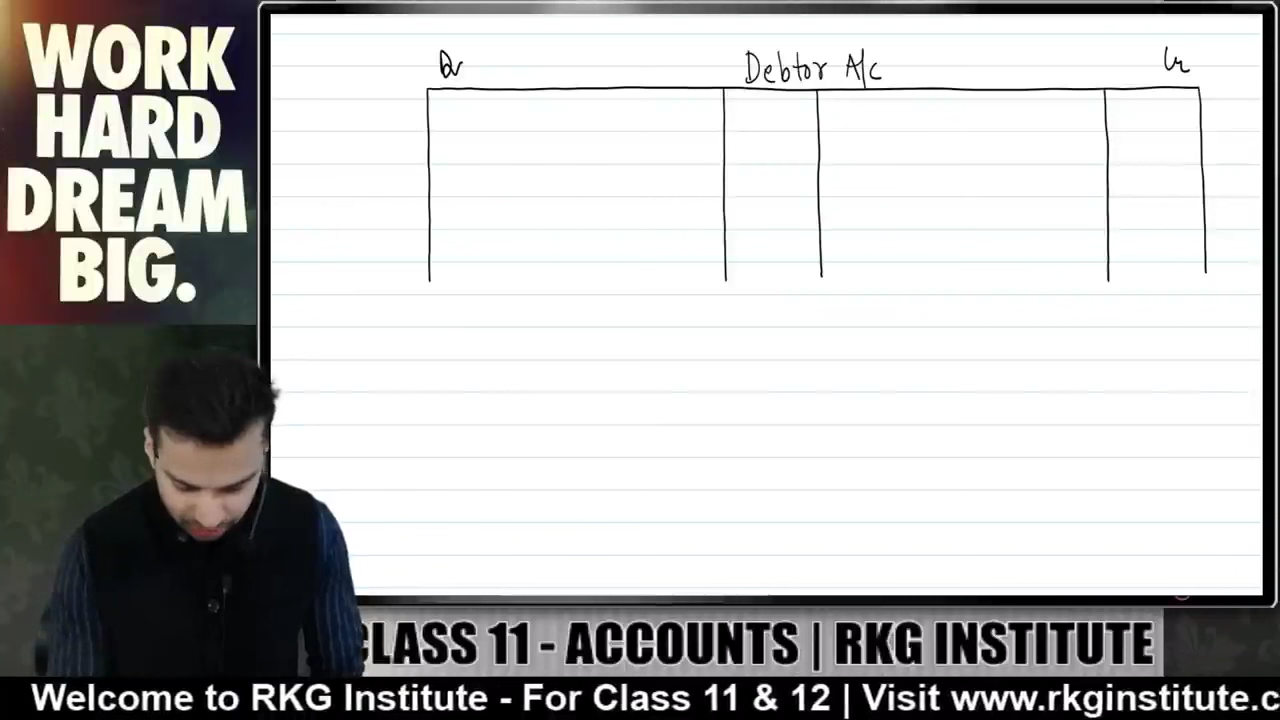 WORK
HARD
DREAM
BIG.
Dr Debtor A/c Cr
CLASS 11 - ACCOUNTS | RKG INSTITUTE
Welcome to RKG Institute - For Class 11 & 12 | Visit www.rkginstitute.c